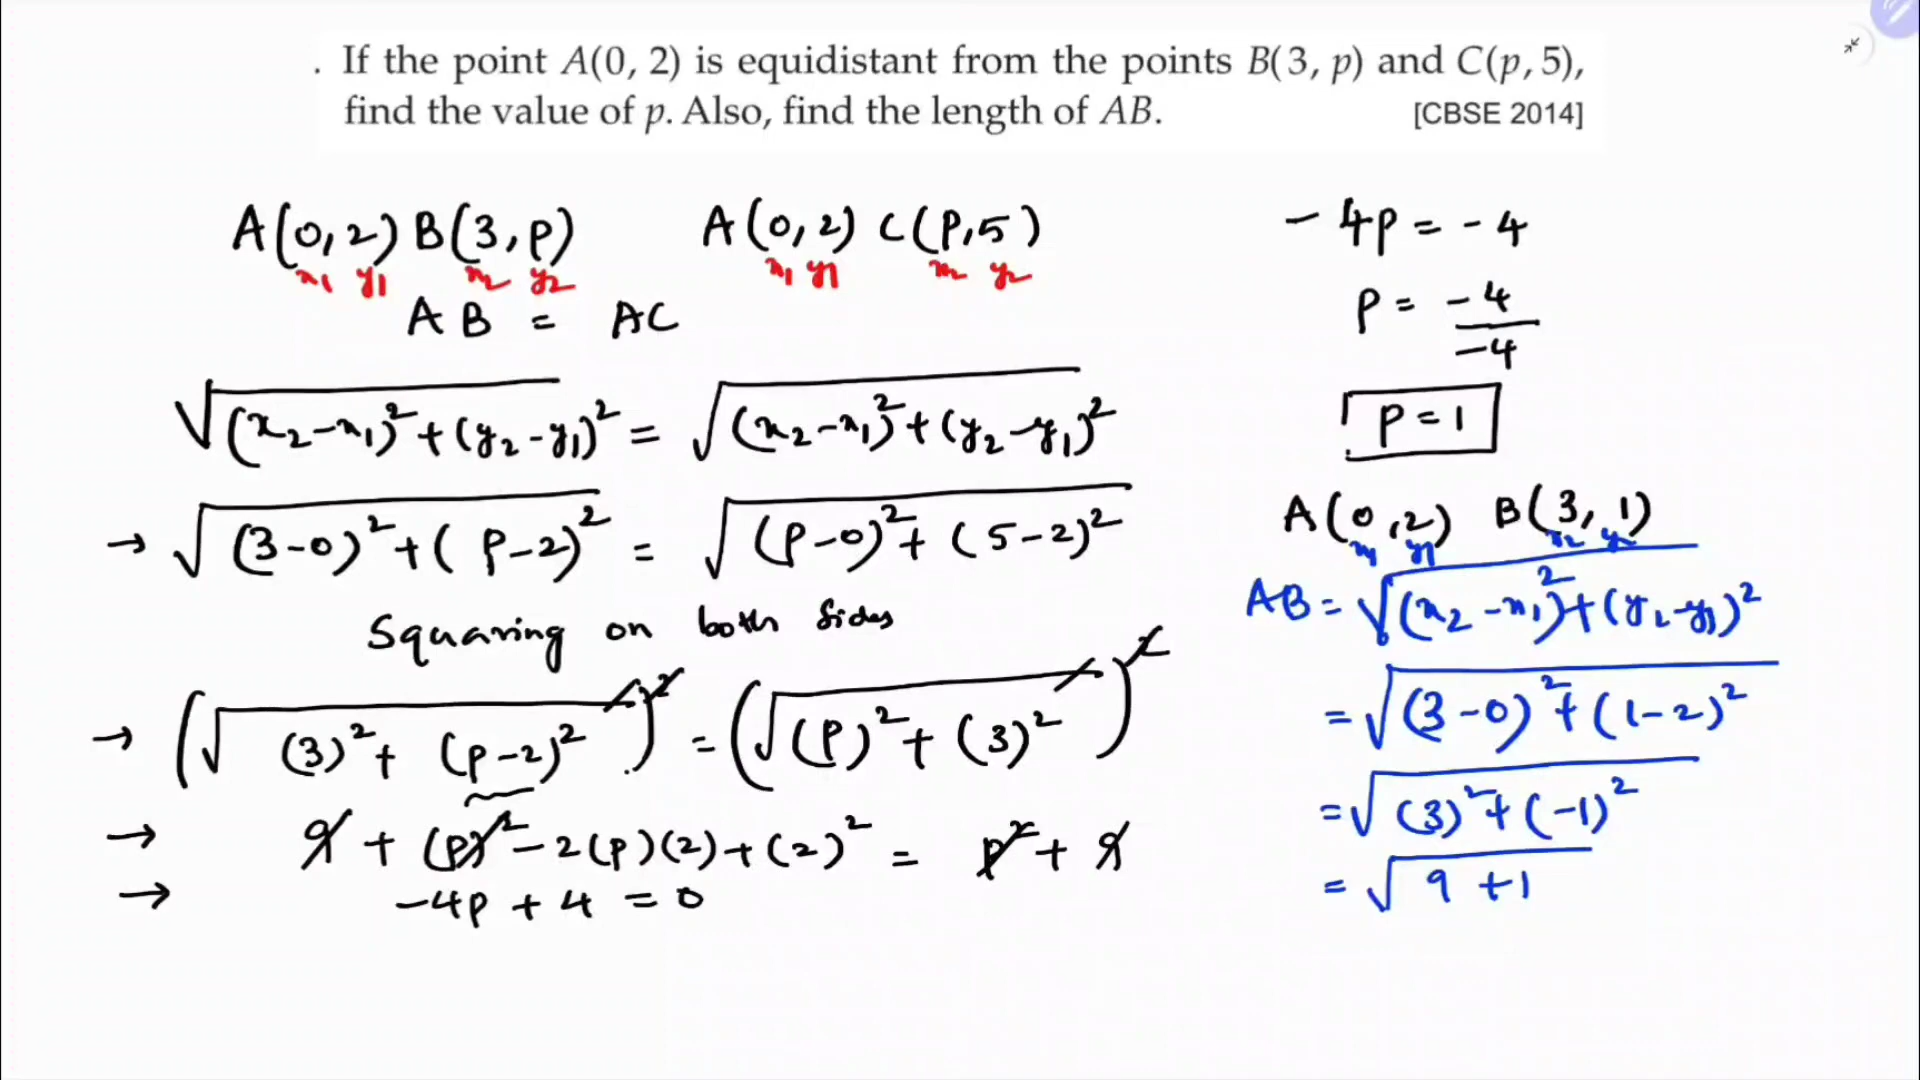 . If the point A(0, 2) is equidistant from the points B(3, p) and C(p, 5),
find the value of p. Also, find the length of AB. [CBSE 2014]
A(0,2) B(3,p) A(0,2) C(p,5)
x₁ y₁ x₂ y₂ x₁ y₁ x₂ y₂
AB = AC
√(x₂-x₁)²+(y₂-y₁)² = √(x₂-x₁)²+(y₂-y₁)²
→ √(3-0)²+(p-2)² = √(p-0)²+(5-2)²
Squaring on both sides
→ (√(3)²+(p-2)²)² = (√(p)²+(3)²)²
→ 9+(p)²-2(p)(2)+(2)² = p²+9
→ -4p+4 = 0
-4p = -4
p = -4/-4
p = 1
A(0,2) B(3,1)
x₁ y₁ x₂ y₂
AB = √(x₂-x₁)²+(y₂-y₁)²
= √(3-0)²+(1-2)²
= √(3)²+(-1)²
= √9+1